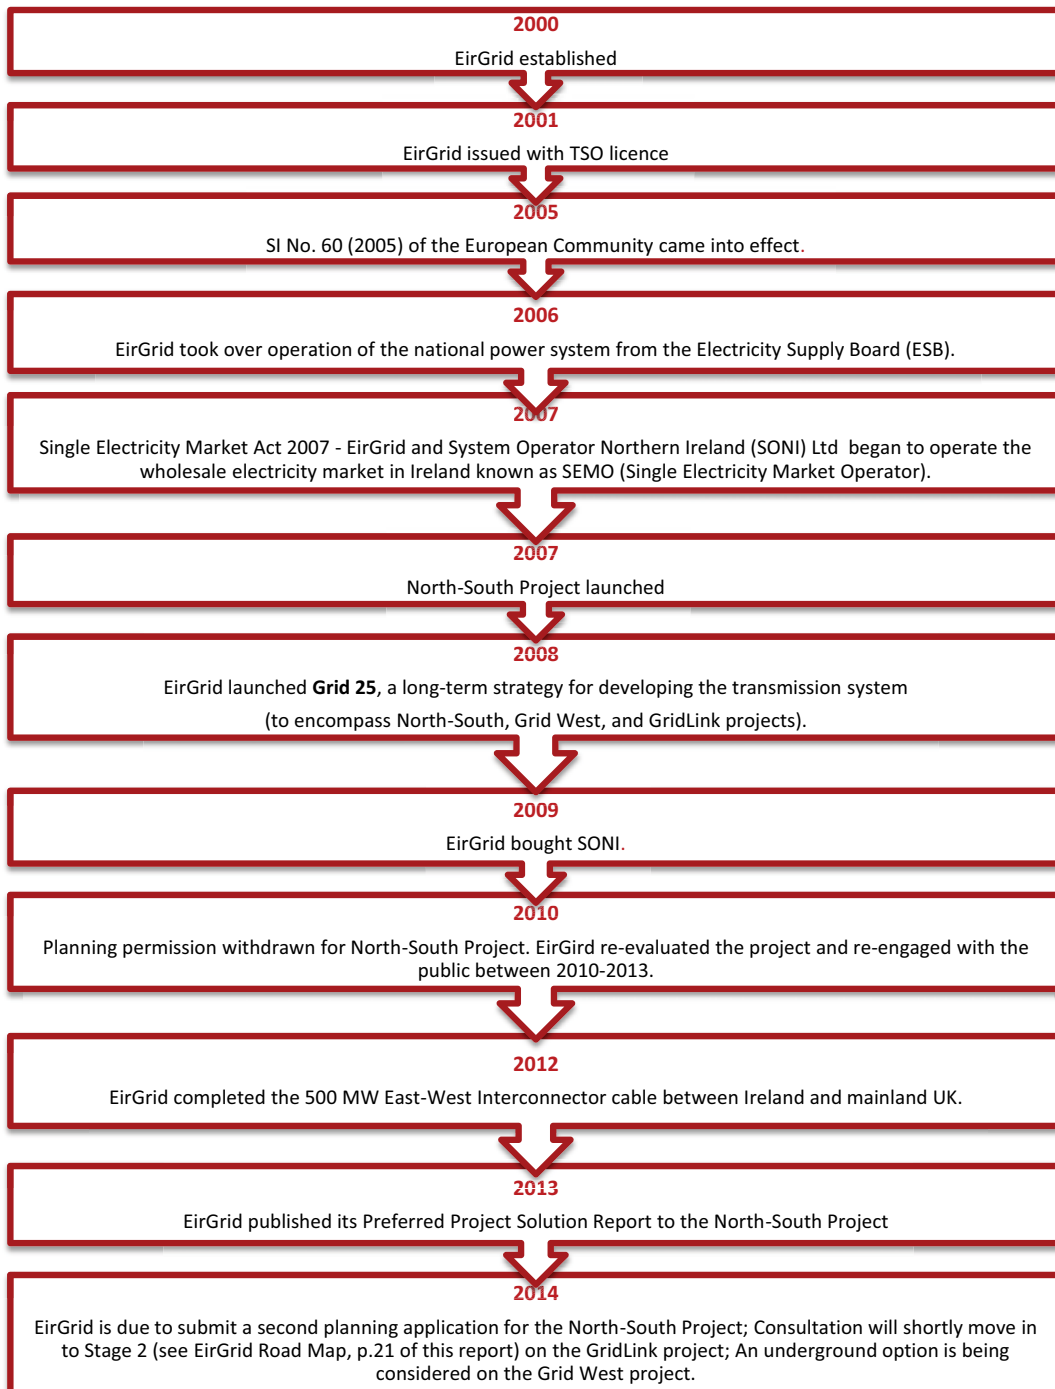 2000
EirGrid established
2001
EirGrid issued with TSO licence
2005
SI No. 60 (2005) of the European Community came into effect.
2006
EirGrid took over operation of the national power system from the Electricity Supply Board (ESB).
2007
Single Electricity Market Act 2007 - EirGrid and System Operator Northern Ireland (SONI) Ltd began to operate the
wholesale electricity market in Ireland known as SEMO (Single Electricity Market Operator).
2007
North-South Project launched
2008
EirGrid launched Grid 25, a long-term strategy for developing the transmission system
(to encompass North-South, Grid West, and GridLink projects).
2009
EirGrid bought SONI.
2010
Planning permission withdrawn for North-South Project. EirGird re-evaluated the project and re-engaged with the
public between 2010-2013.
2012
EirGrid completed the 500 MW East-West Interconnector cable between Ireland and mainland UK.
2013
EirGrid published its Preferred Project Solution Report to the North-South Project
2014
EirGrid is due to submit a second planning application for the North-South Project; Consultation will shortly move in
to Stage 2 (see EirGrid Road Map, p.21 of this report) on the GridLink project; An underground option is being
considered on the Grid West project.